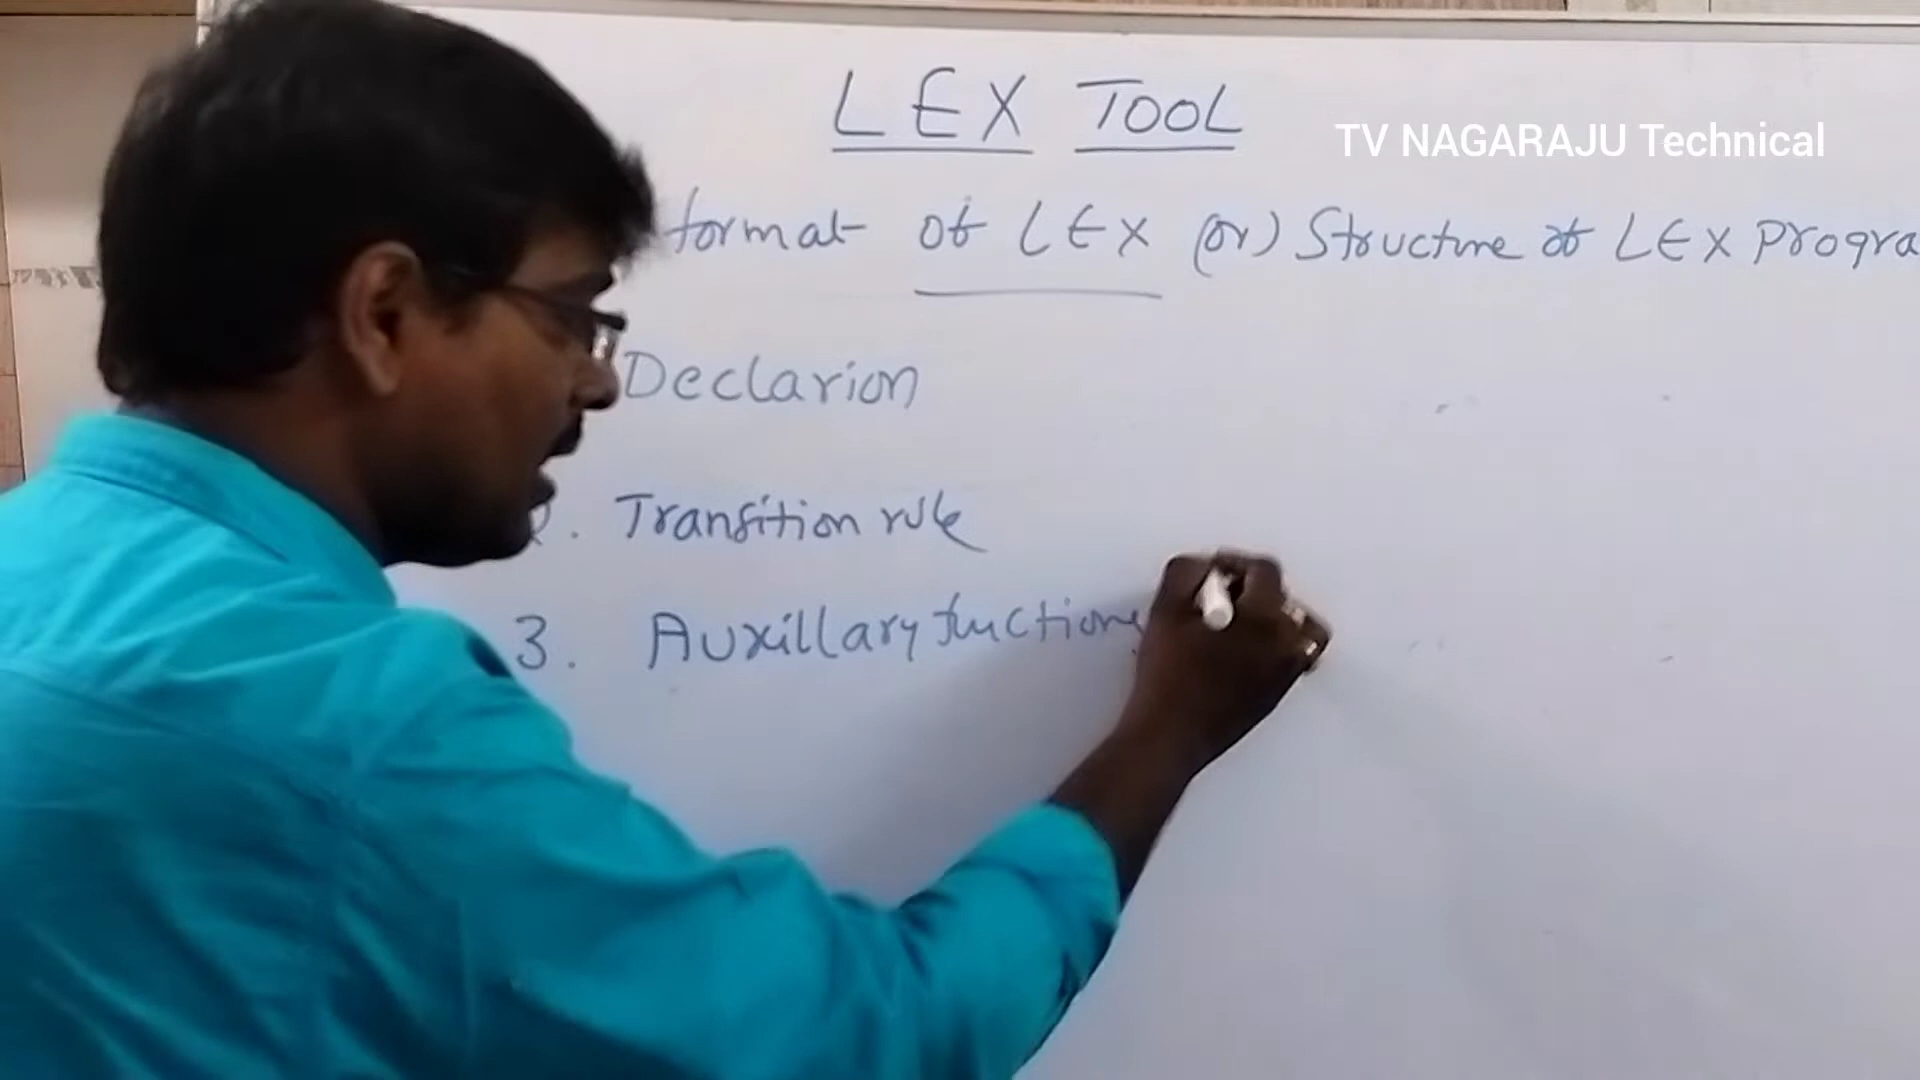 LEX TOOL
TV NAGARAJU Technical
format of LEX (or) Structure of LEX progra
Declarion
2. Transition rule
3. Auxillary functions